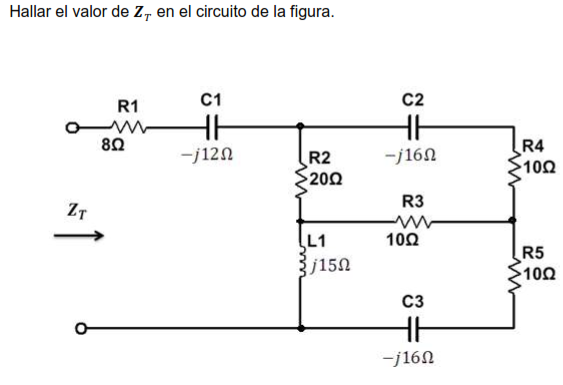 Hallar el valor de Z_T en el circuito de la figura.
R1
8Ω
C1
−j12Ω
C2
−j16Ω
R4
10Ω
R2
20Ω
Z_T
R3
10Ω
L1
j15Ω
R5
10Ω
C3
−j16Ω